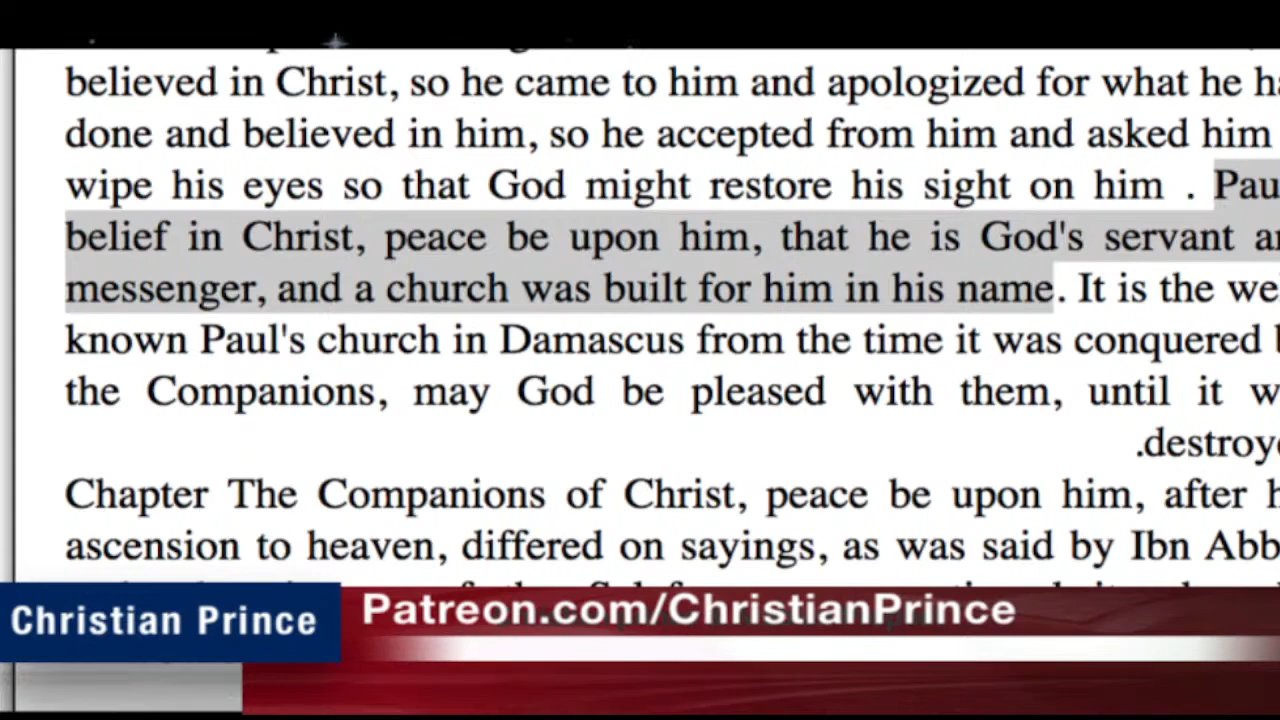 believed in Christ, so he came to him and apologized for what he
done and believed in him, so he accepted from him and asked him
wipe his eyes so that God might restore his sight on him .
belief in Christ, peace be upon him, that he is God's servant
messenger, and a church was built for him in his name. It is the
known Paul's church in Damascus from the time it was conquered
the Companions, may God be pleased with them, until it
Chapter The Companions of Christ, peace be upon him, after
ascension to heaven, differed on sayings, as was said by Ibn
Christian Prince
Patreon.com/ChristianPrince